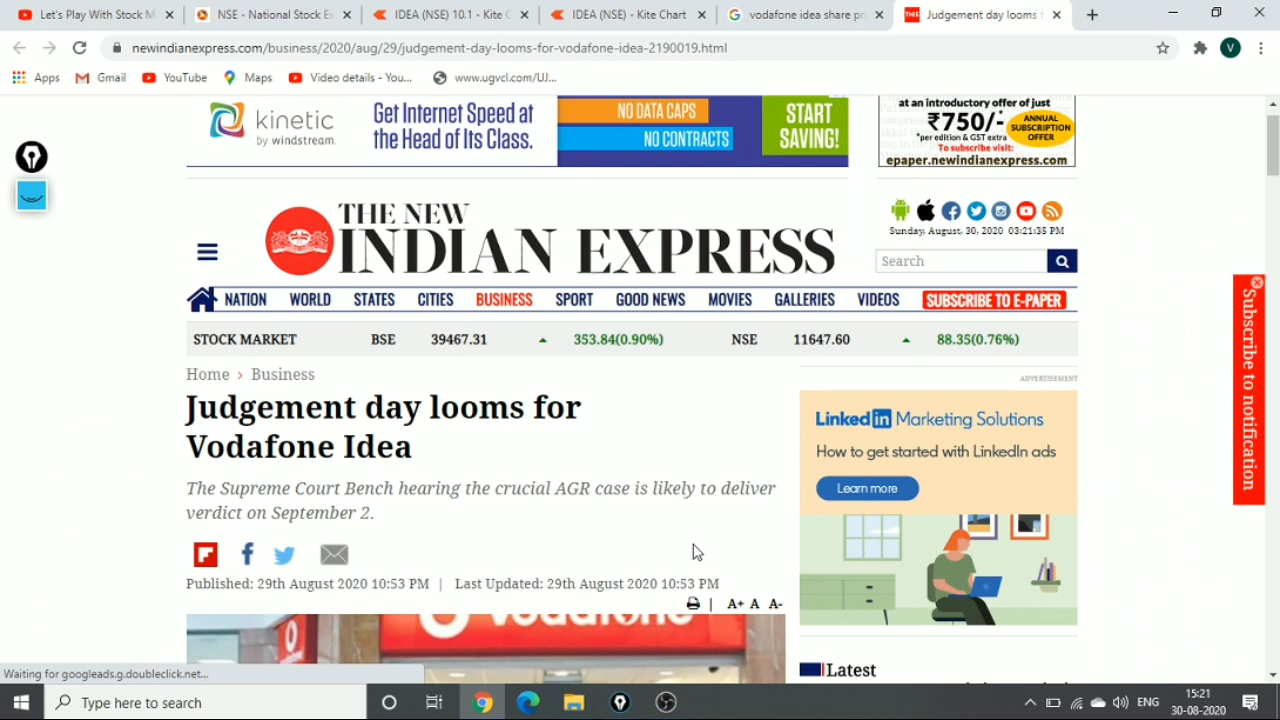 Let's Play With Stock M
NSE - National Stock Ex
IDEA (NSE) 10.1 - Kite C
IDEA (NSE) - Kite Chart
vodafone idea share pr
Judgement day looms f
newindianexpress.com/business/2020/aug/29/judgement-day-looms-for-vodafone-idea-2190019.html
V
Apps
Gmail
YouTube
Maps
Video details - You...
www.ugvcl.com/UJ...
kinetic
by windstream
Get Internet Speed at
the Head of Its Class.
NO DATA CAPS
NO CONTRACTS
START
SAVING!
at an introductory offer of just
₹750/-
*per edition & GST extra
ANNUAL
SUBSCRIPTION
OFFER
To subscribe visit:
epaper.newindianexpress.com
THE NEW
INDIAN EXPRESS
Sunday, August, 30, 2020 03:21:35 PM
Search
NATION WORLD STATES CITIES BUSINESS SPORT GOOD NEWS MOVIES GALLERIES VIDEOS SUBSCRIBE TO E-PAPER
STOCK MARKET BSE 39467.31 353.84(0.90%) NSE 11647.60 88.35(0.76%)
Home › Business
ADVERTISEMENT
Judgement day looms for
Vodafone Idea
The Supreme Court Bench hearing the crucial AGR case is likely to deliver
verdict on September 2.
Published: 29th August 2020 10:53 PM | Last Updated: 29th August 2020 10:53 PM
| A+ A A-
LinkedIn Marketing Solutions
How to get started with LinkedIn ads
Learn more
Subscribe to notification
vodafone
Latest
Waiting for googleads.g.doubleclick.net...
Type here to search
ENG
15:21
30-08-2020